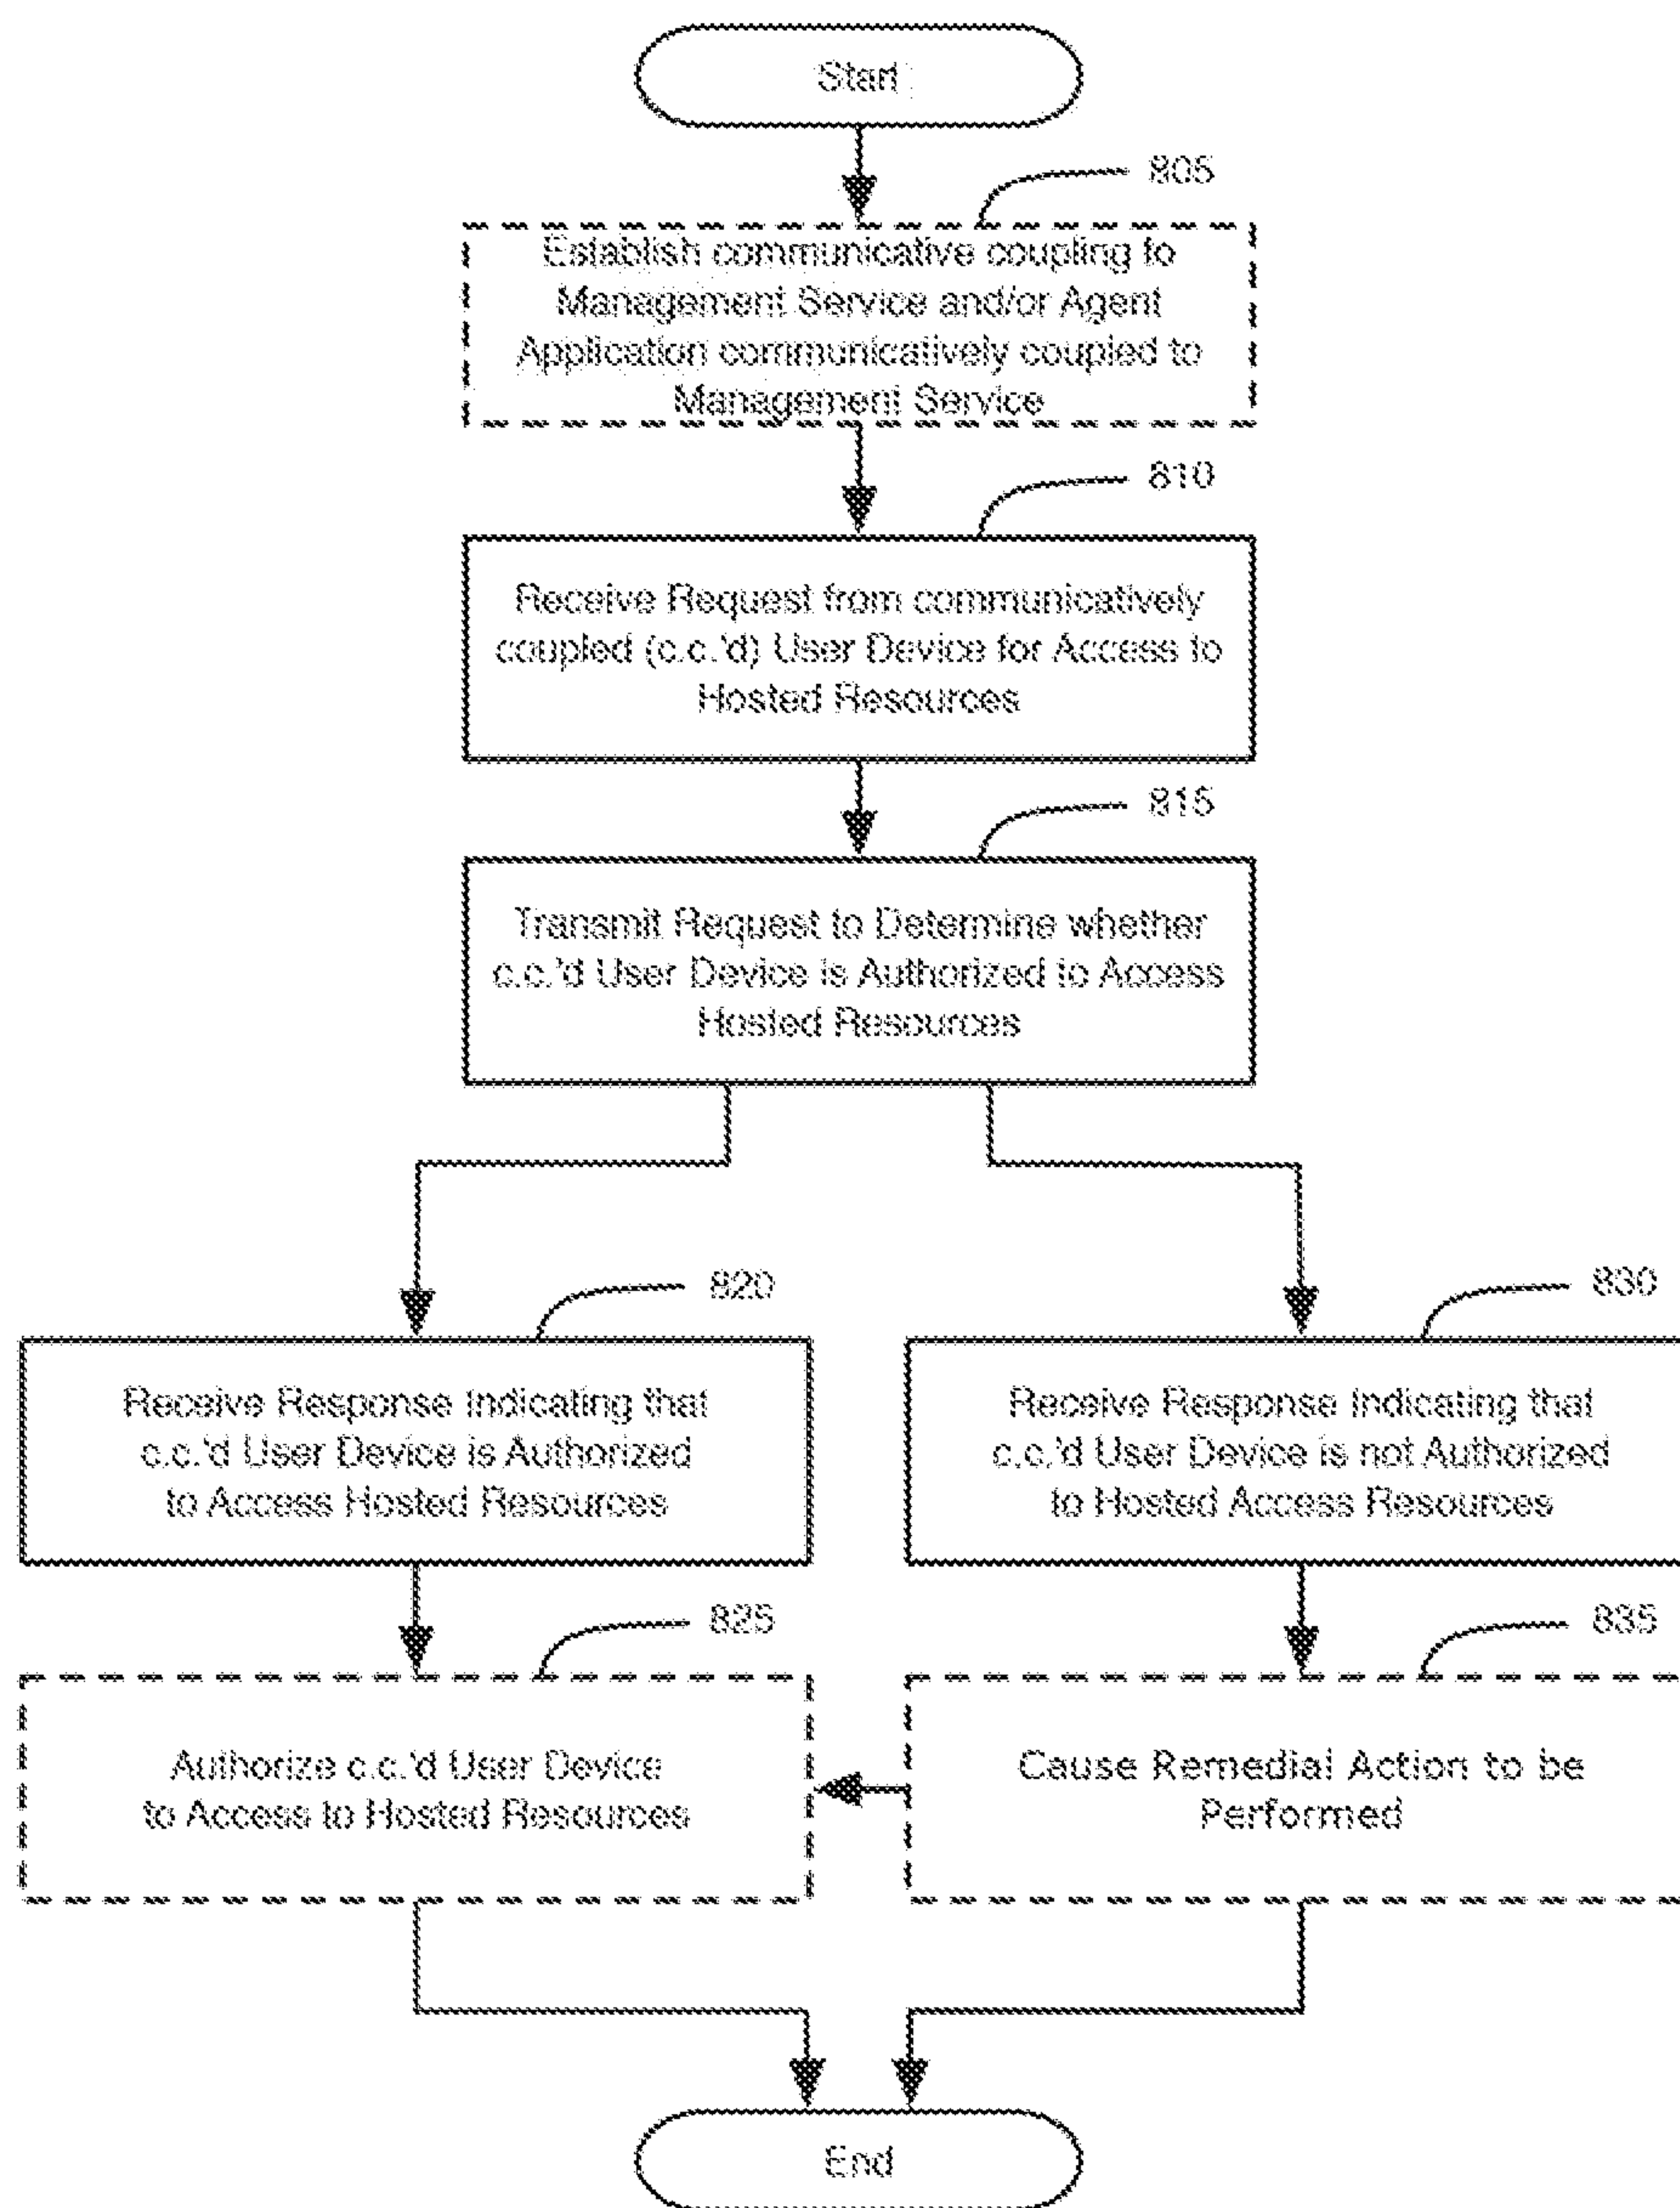 Start
805
Establish communicative coupling to
Management Service and/or Agent
Application communicatively coupled to
Management Service
810
Receive Request from communicatively
coupled (c.c.'d) User Device for Access to
Hosted Resources
815
Transmit Request to Determine whether
c.c.'d User Device is Authorized to Access
Hosted Resources
820
Receive Response Indicating that
c.c.'d User Device is Authorized
to Access Hosted Resources
830
Receive Response Indicating that
c.c.'d User Device is not Authorized
to Hosted Access Resources
825
Authorize c.c.'d User Device
to Access to Hosted Resources
835
Cause Remedial Action to be
Performed
End